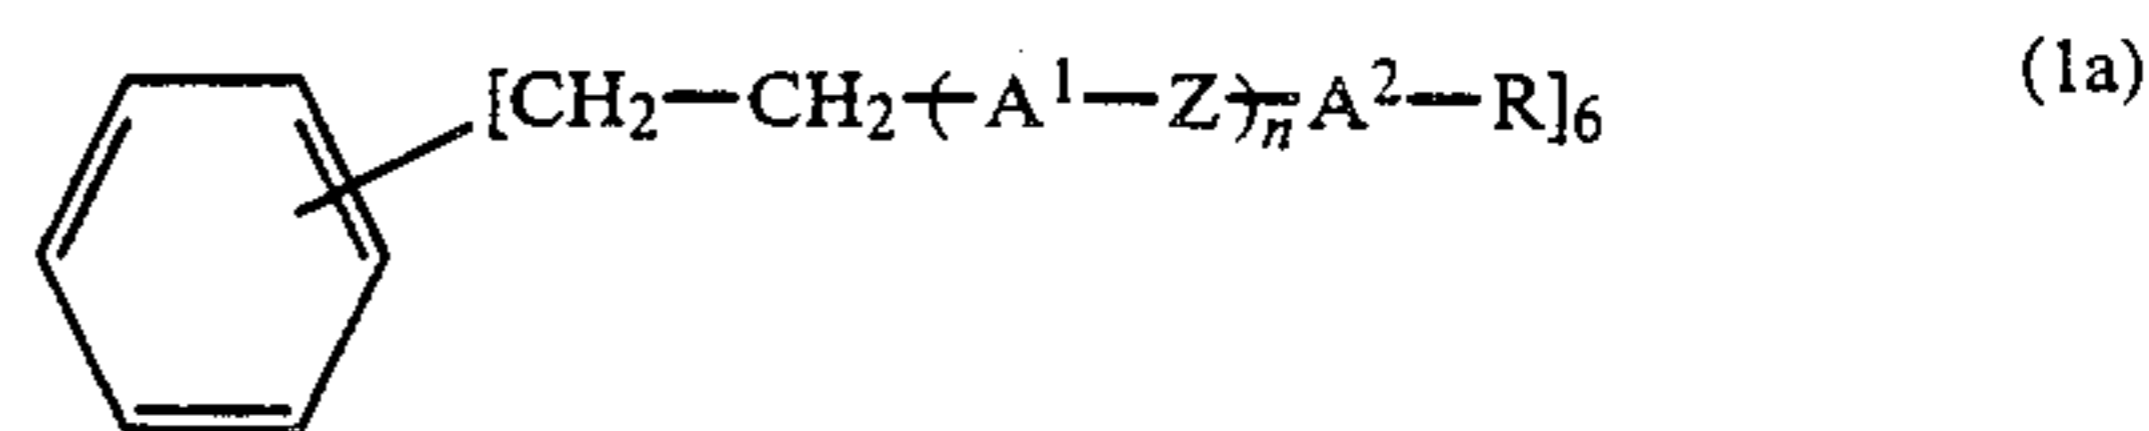 [CH₂—CH₂—(A¹—Z)ₙ—A²—R]₆ (1a)